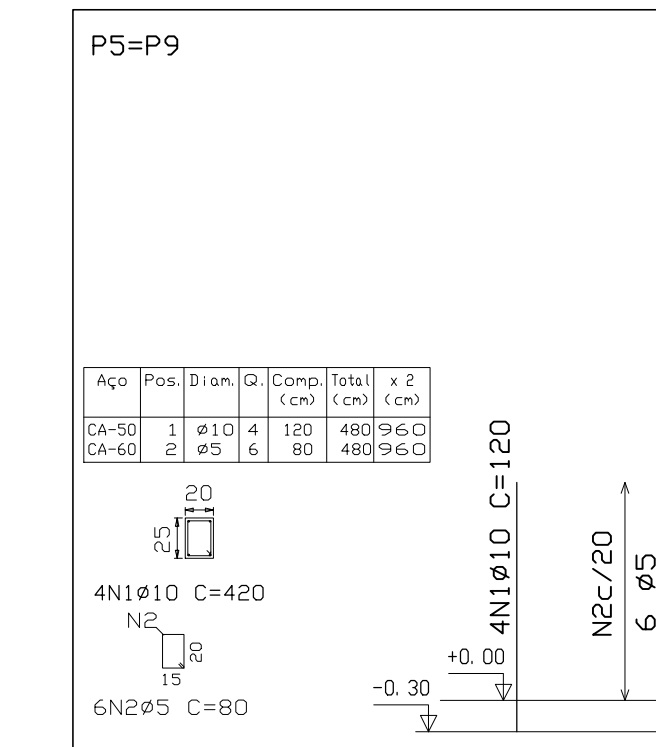 P5=P9
Aço Pos. Diam. Q. Comp. (cm) Total (cm) x 2 (cm)
CA-50 1 ø10 4 120 480 960
CA-60 2 ø5 6 80 480 960
20
25
4N1ø10 C=420
N2
20
15
6N2ø5 C=80
4N1ø10 C=120
N2c/20
6 ø5
+0.00
-0.30